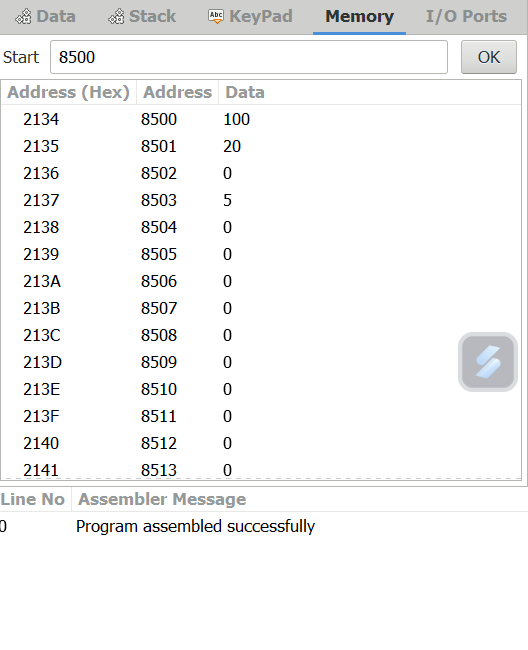 Data Stack Abc KeyPad Memory I/O Ports
Start 8500 OK
Address (Hex) Address Data
2134 8500 100
2135 8501 20
2136 8502 0
2137 8503 5
2138 8504 0
2139 8505 0
213A 8506 0
213B 8507 0
213C 8508 0
213D 8509 0
213E 8510 0
213F 8511 0
2140 8512 0
2141 8513 0
Line No Assembler Message
0 Program assembled successfully